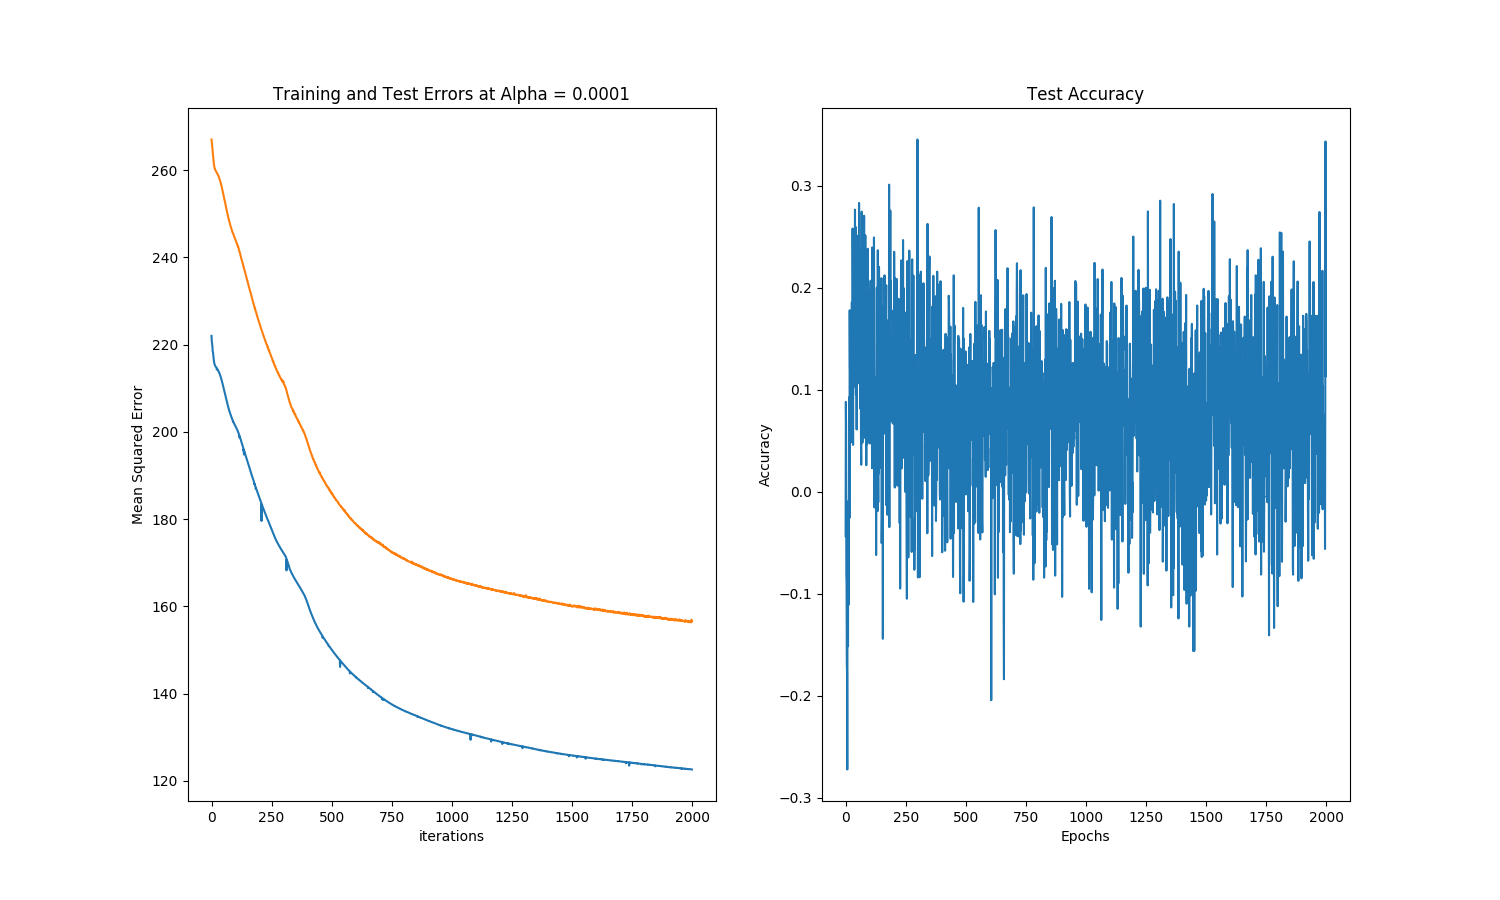 Training and Test Errors at Alpha = 0.0001
Mean Squared Error
260
240
220
200
180
160
140
120
0 250 500 750 1000 1250 1500 1750 2000
iterations
Test Accuracy
Accuracy
0.3
0.2
0.1
0.0
−0.1
−0.2
−0.3
0 250 500 750 1000 1250 1500 1750 2000
Epochs